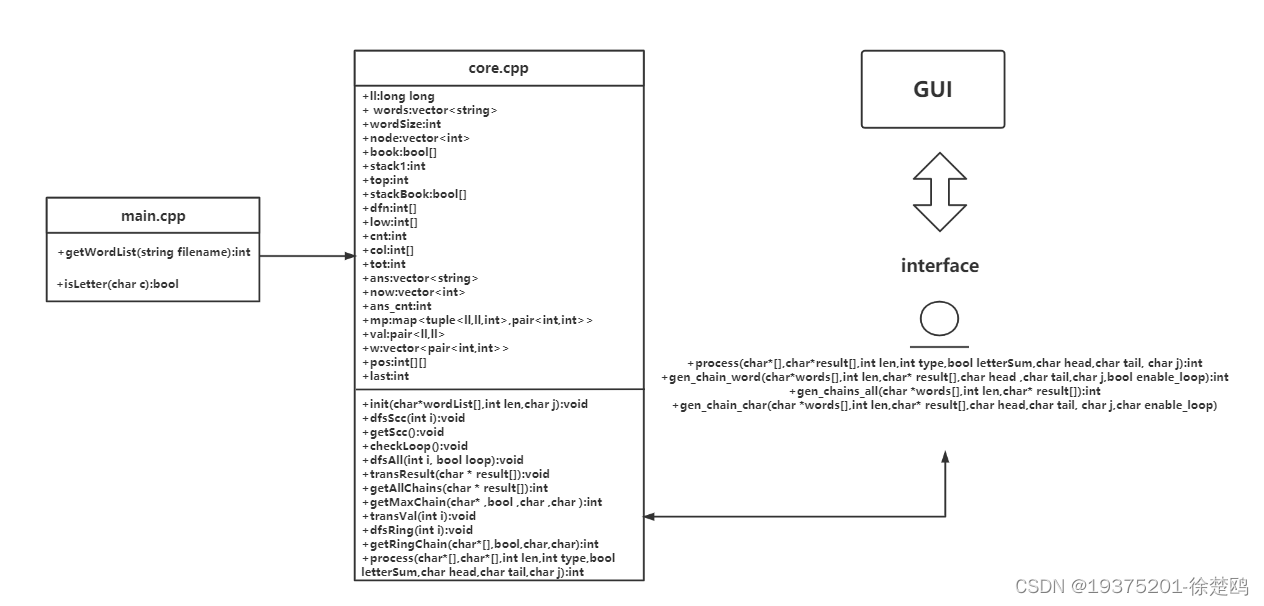 main.cpp
+getWordList(string filename):int
+isLetter(char c):bool
core.cpp
+ll:long long
+ words:vector<string>
+wordSize:int
+node:vector<int>
+book:bool[]
+stack1:int
+top:int
+stackBook:bool[]
+dfn:int[]
+low:int[]
+cnt:int
+col:int[]
+tot:int
+ans:vector<string>
+now:vector<int>
+ans_cnt:int
+mp:map<tuple<ll,ll,int>,pair<int,int>>
+val:pair<ll,ll>
+w:vector<pair<int,int>>
+pos:int[][]
+last:int
+init(char*wordList[],int len,char j):void
+dfsScc(int i):void
+getScc():void
+checkLoop():void
+dfsAll(int i, bool loop):void
+transResult(char * result[]):void
+getAllChains(char * result[]):int
+getMaxChain(char* ,bool ,char ,char ):int
+transVal(int i):void
+dfsRing(int i):void
+getRingChain(char*[],bool,char,char):int
+process(char*[],char*[],int len,int type,bool
letterSum,char head,char tail,char j):int
GUI
interface
+process(char*[],char*result[],int len,int type,bool letterSum,char head,char tail, char j):int
+gen_chain_word(char*words[],int len,char* result[],char head ,char tail,char j,bool enable_loop):int
+gen_chains_all(char *words[],int len,char* result[]):int
+gen_chain_char(char *words[],int len,char* result[],char head,char tail, char j,char enable_loop)
CSDN @19375201-徐楚鸥